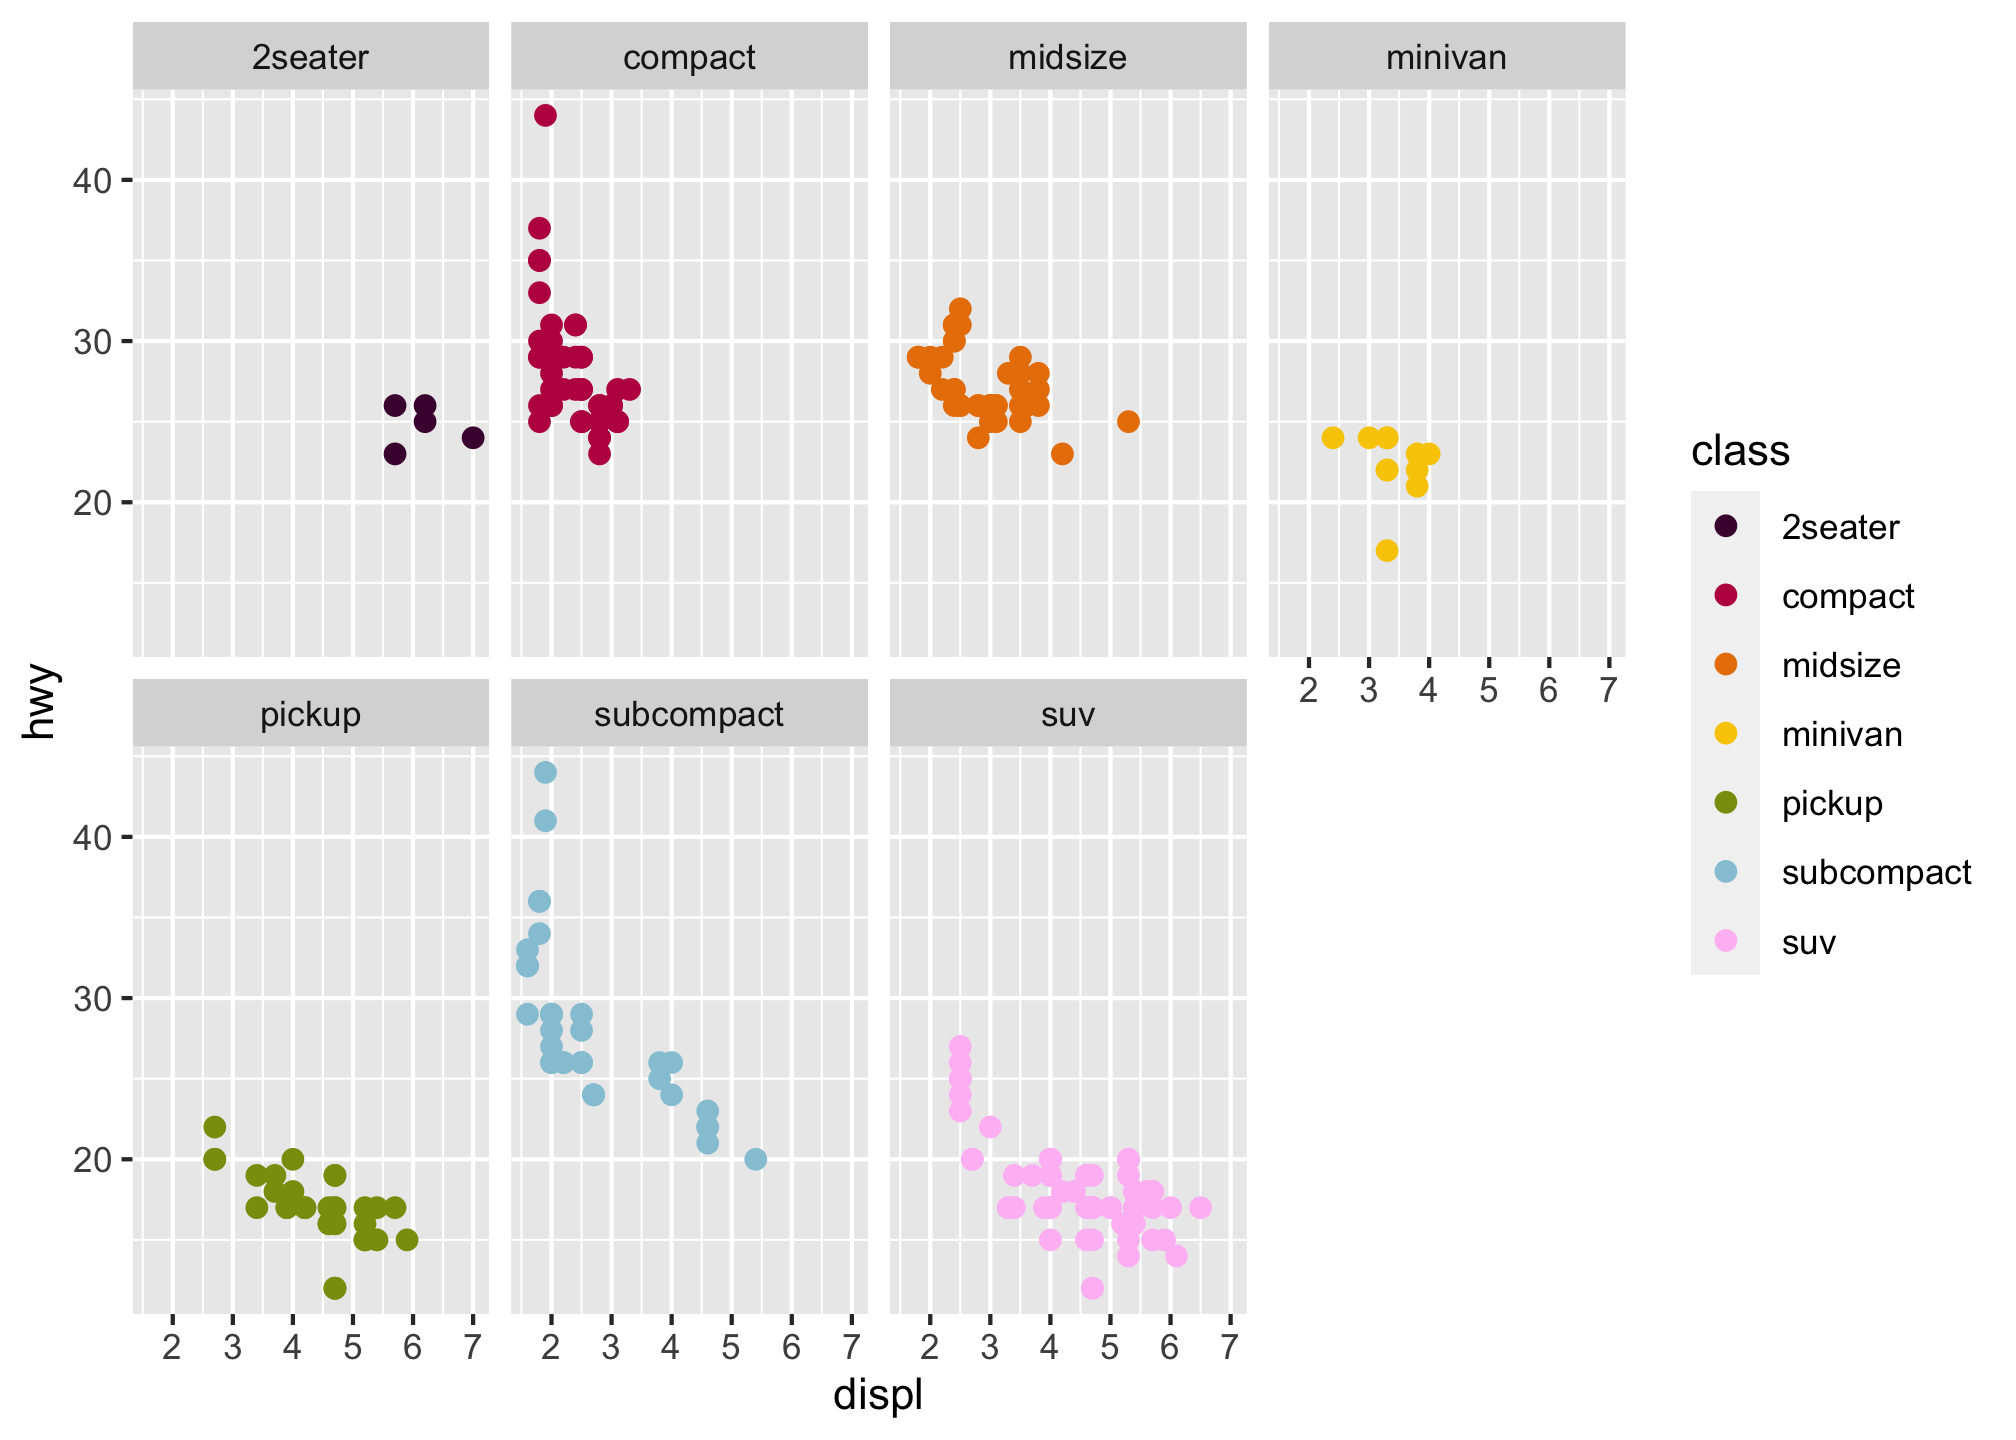 2seater
compact
midsize
minivan
40
30
20
2 3 4 5 6 7
hwy
pickup
subcompact
suv
40
30
20
2 3 4 5 6 7
2 3 4 5 6 7
2 3 4 5 6 7
displ
class
2seater
compact
midsize
minivan
pickup
subcompact
suv